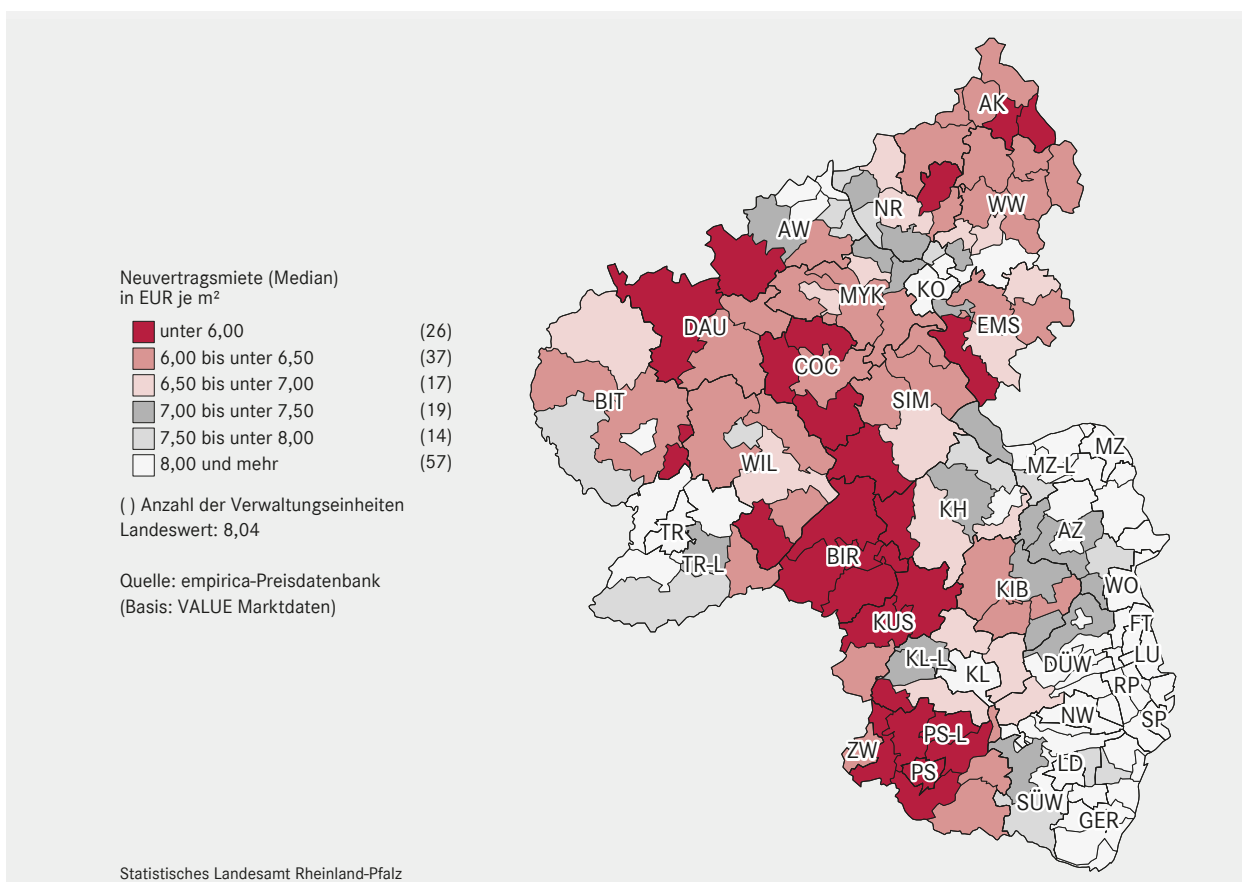 Neuvertragsmiete (Median)
in EUR je m²
unter 6,00 (26)
6,00 bis unter 6,50 (37)
6,50 bis unter 7,00 (17)
7,00 bis unter 7,50 (19)
7,50 bis unter 8,00 (14)
8,00 und mehr (57)
( ) Anzahl der Verwaltungseinheiten
Landeswert: 8,04
Quelle: empirica-Preisdatenbank
(Basis: VALUE Marktdaten)
Statistisches Landesamt Rheinland-Pfalz
AK
NR
WW
AW
KO
MYK
EMS
DAU
COC
BIT
SIM
WIL
MZ
MZ-L
KH
TR
AZ
TR-L
BIR
KIB
WO
KUS
FT
KL-L
DÜW
LU
KL
RP
NW
SP
PS-L
ZW
PS
LD
SÜW
GER